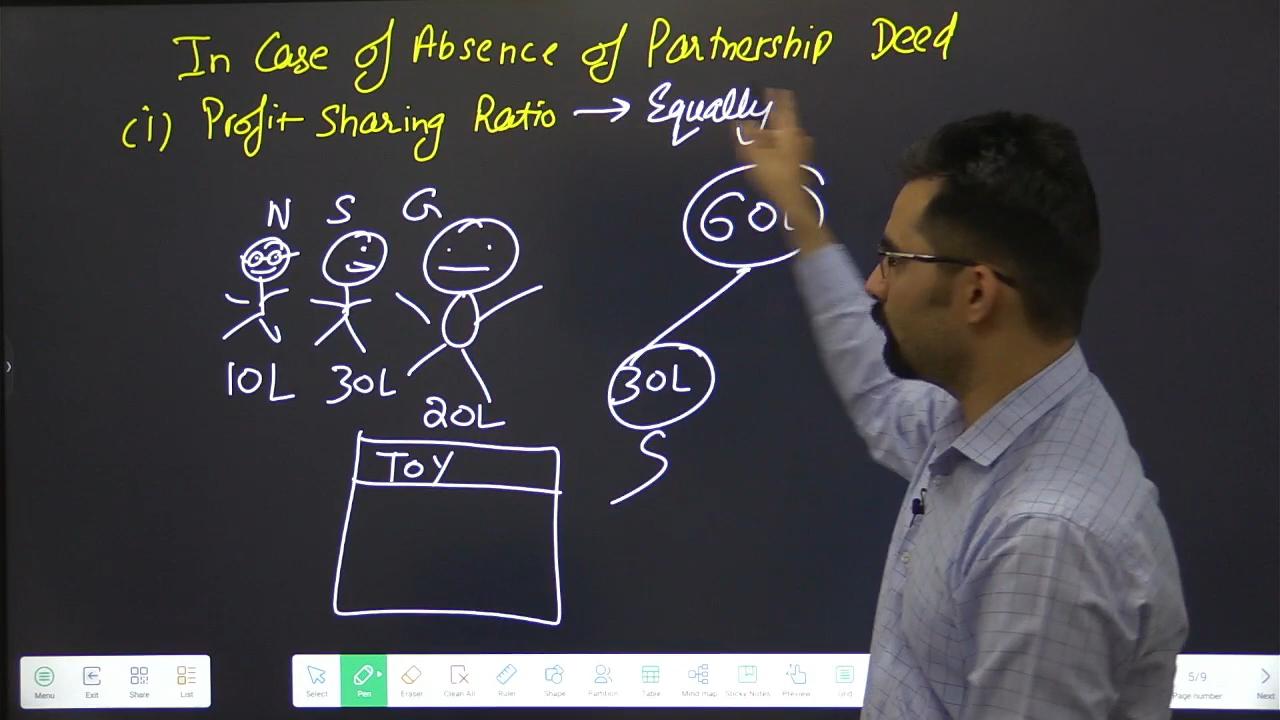 In Case of Absence of Partnership Deed
(i) Profit Sharing Ratio → Equally
N S G
60L
10L 30L 20L
30L
TOY
S
Menu Exit Share List
Select Pen Eraser Clean All Ruler Shape Partition Table Mind map Sticky Notes Preview Grid
5/9
Page number Next